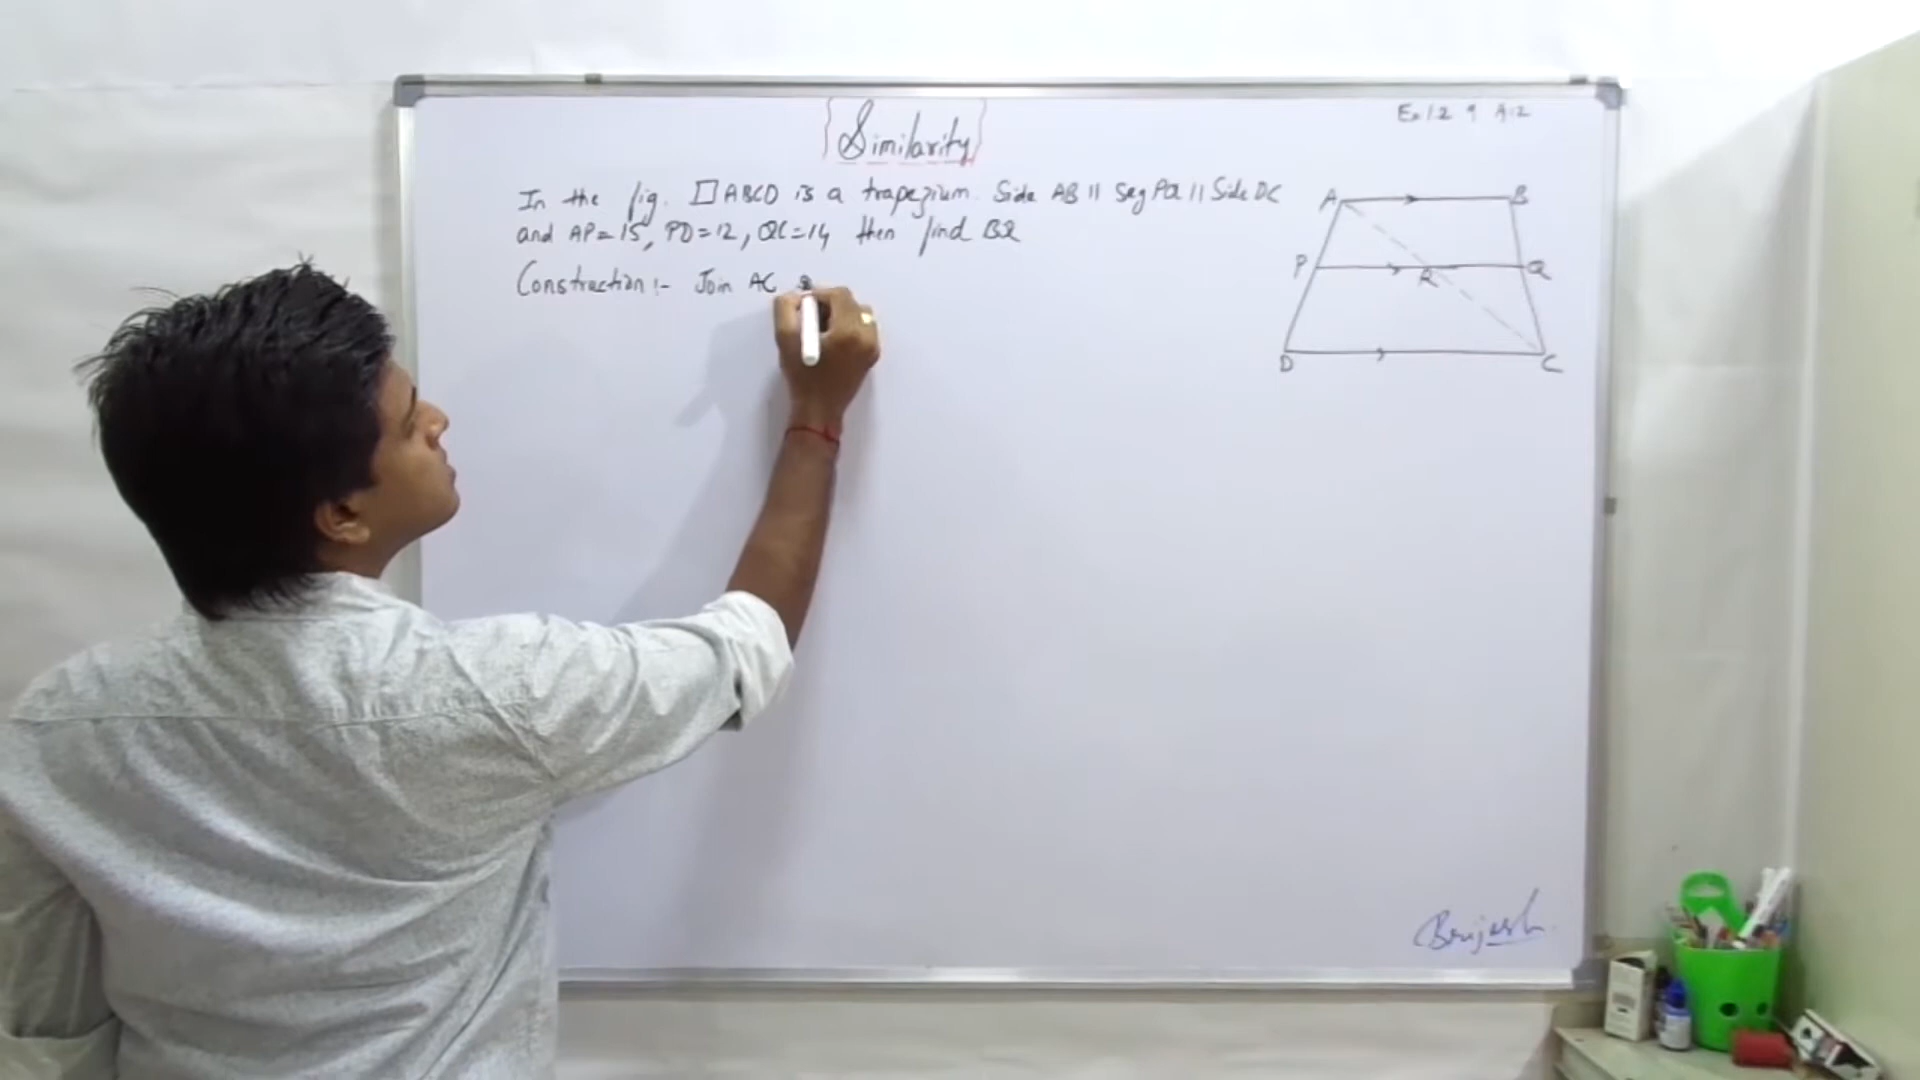 Similarity
Ex 1.2 9 A:2
In the fig. □ABCD is a trapezium. Side AB || Seg PQ || Side DC
and AP = 15, PD = 12, QC = 14 then find BQ
Construction :- Join AC
A
B
P
R
Q
D
C
Brijesh